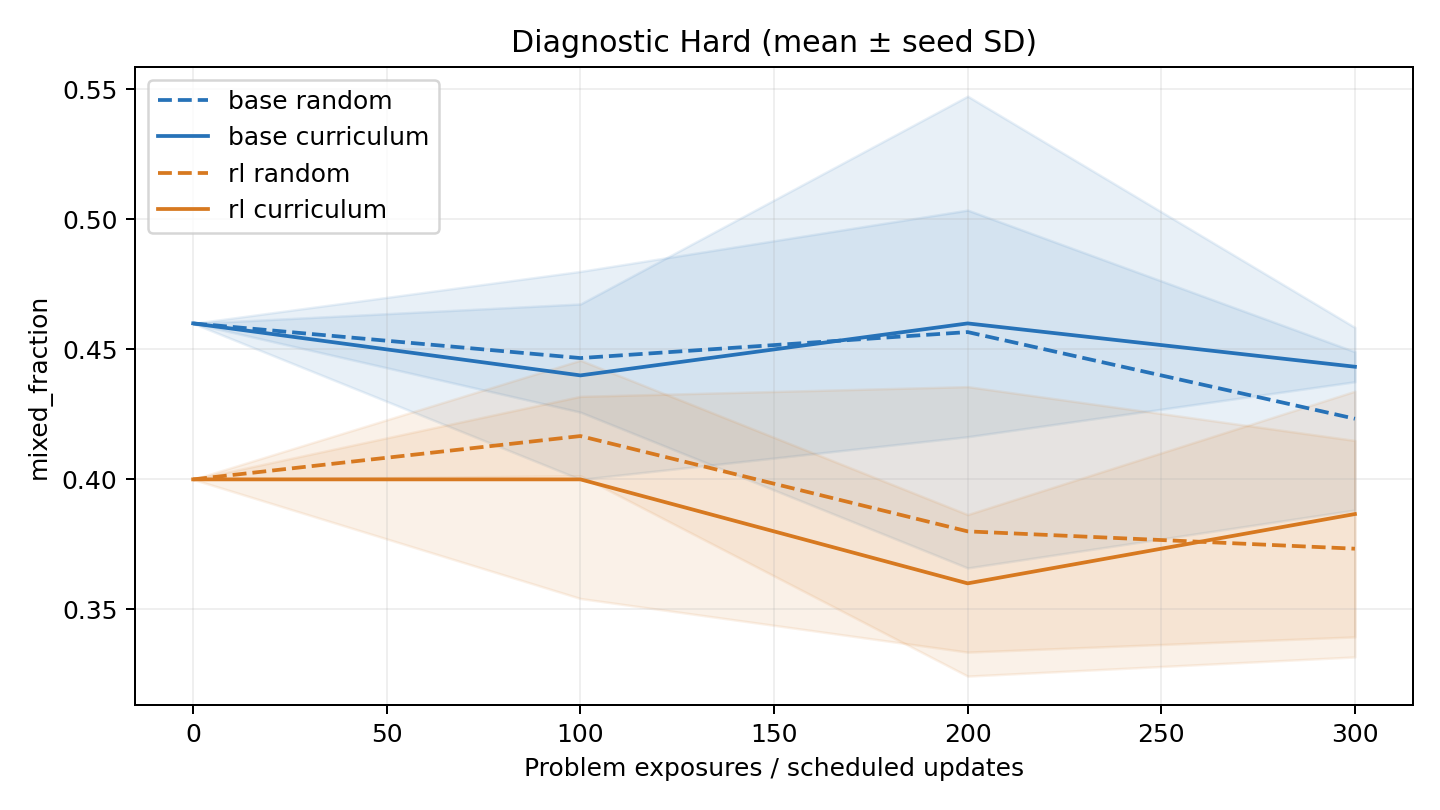 Diagnostic Hard (mean ± seed SD)
base random
base curriculum
rl random
rl curriculum
mixed_fraction
0.55
0.50
0.45
0.40
0.35
0 50 100 150 200 250 300
Problem exposures / scheduled updates